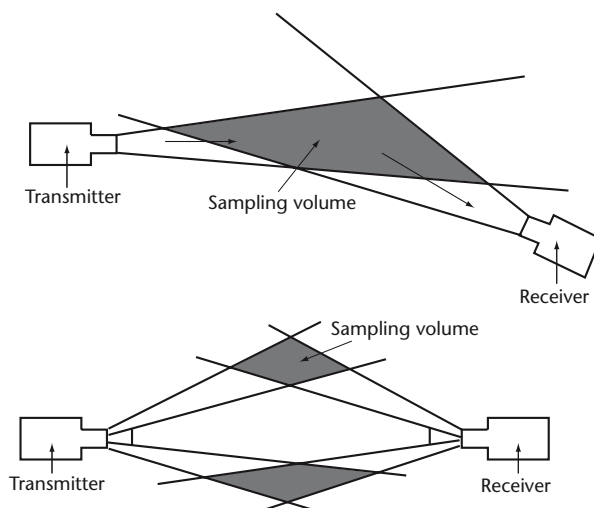 Transmitter
Sampling volume
Receiver
Sampling volume
Transmitter
Receiver